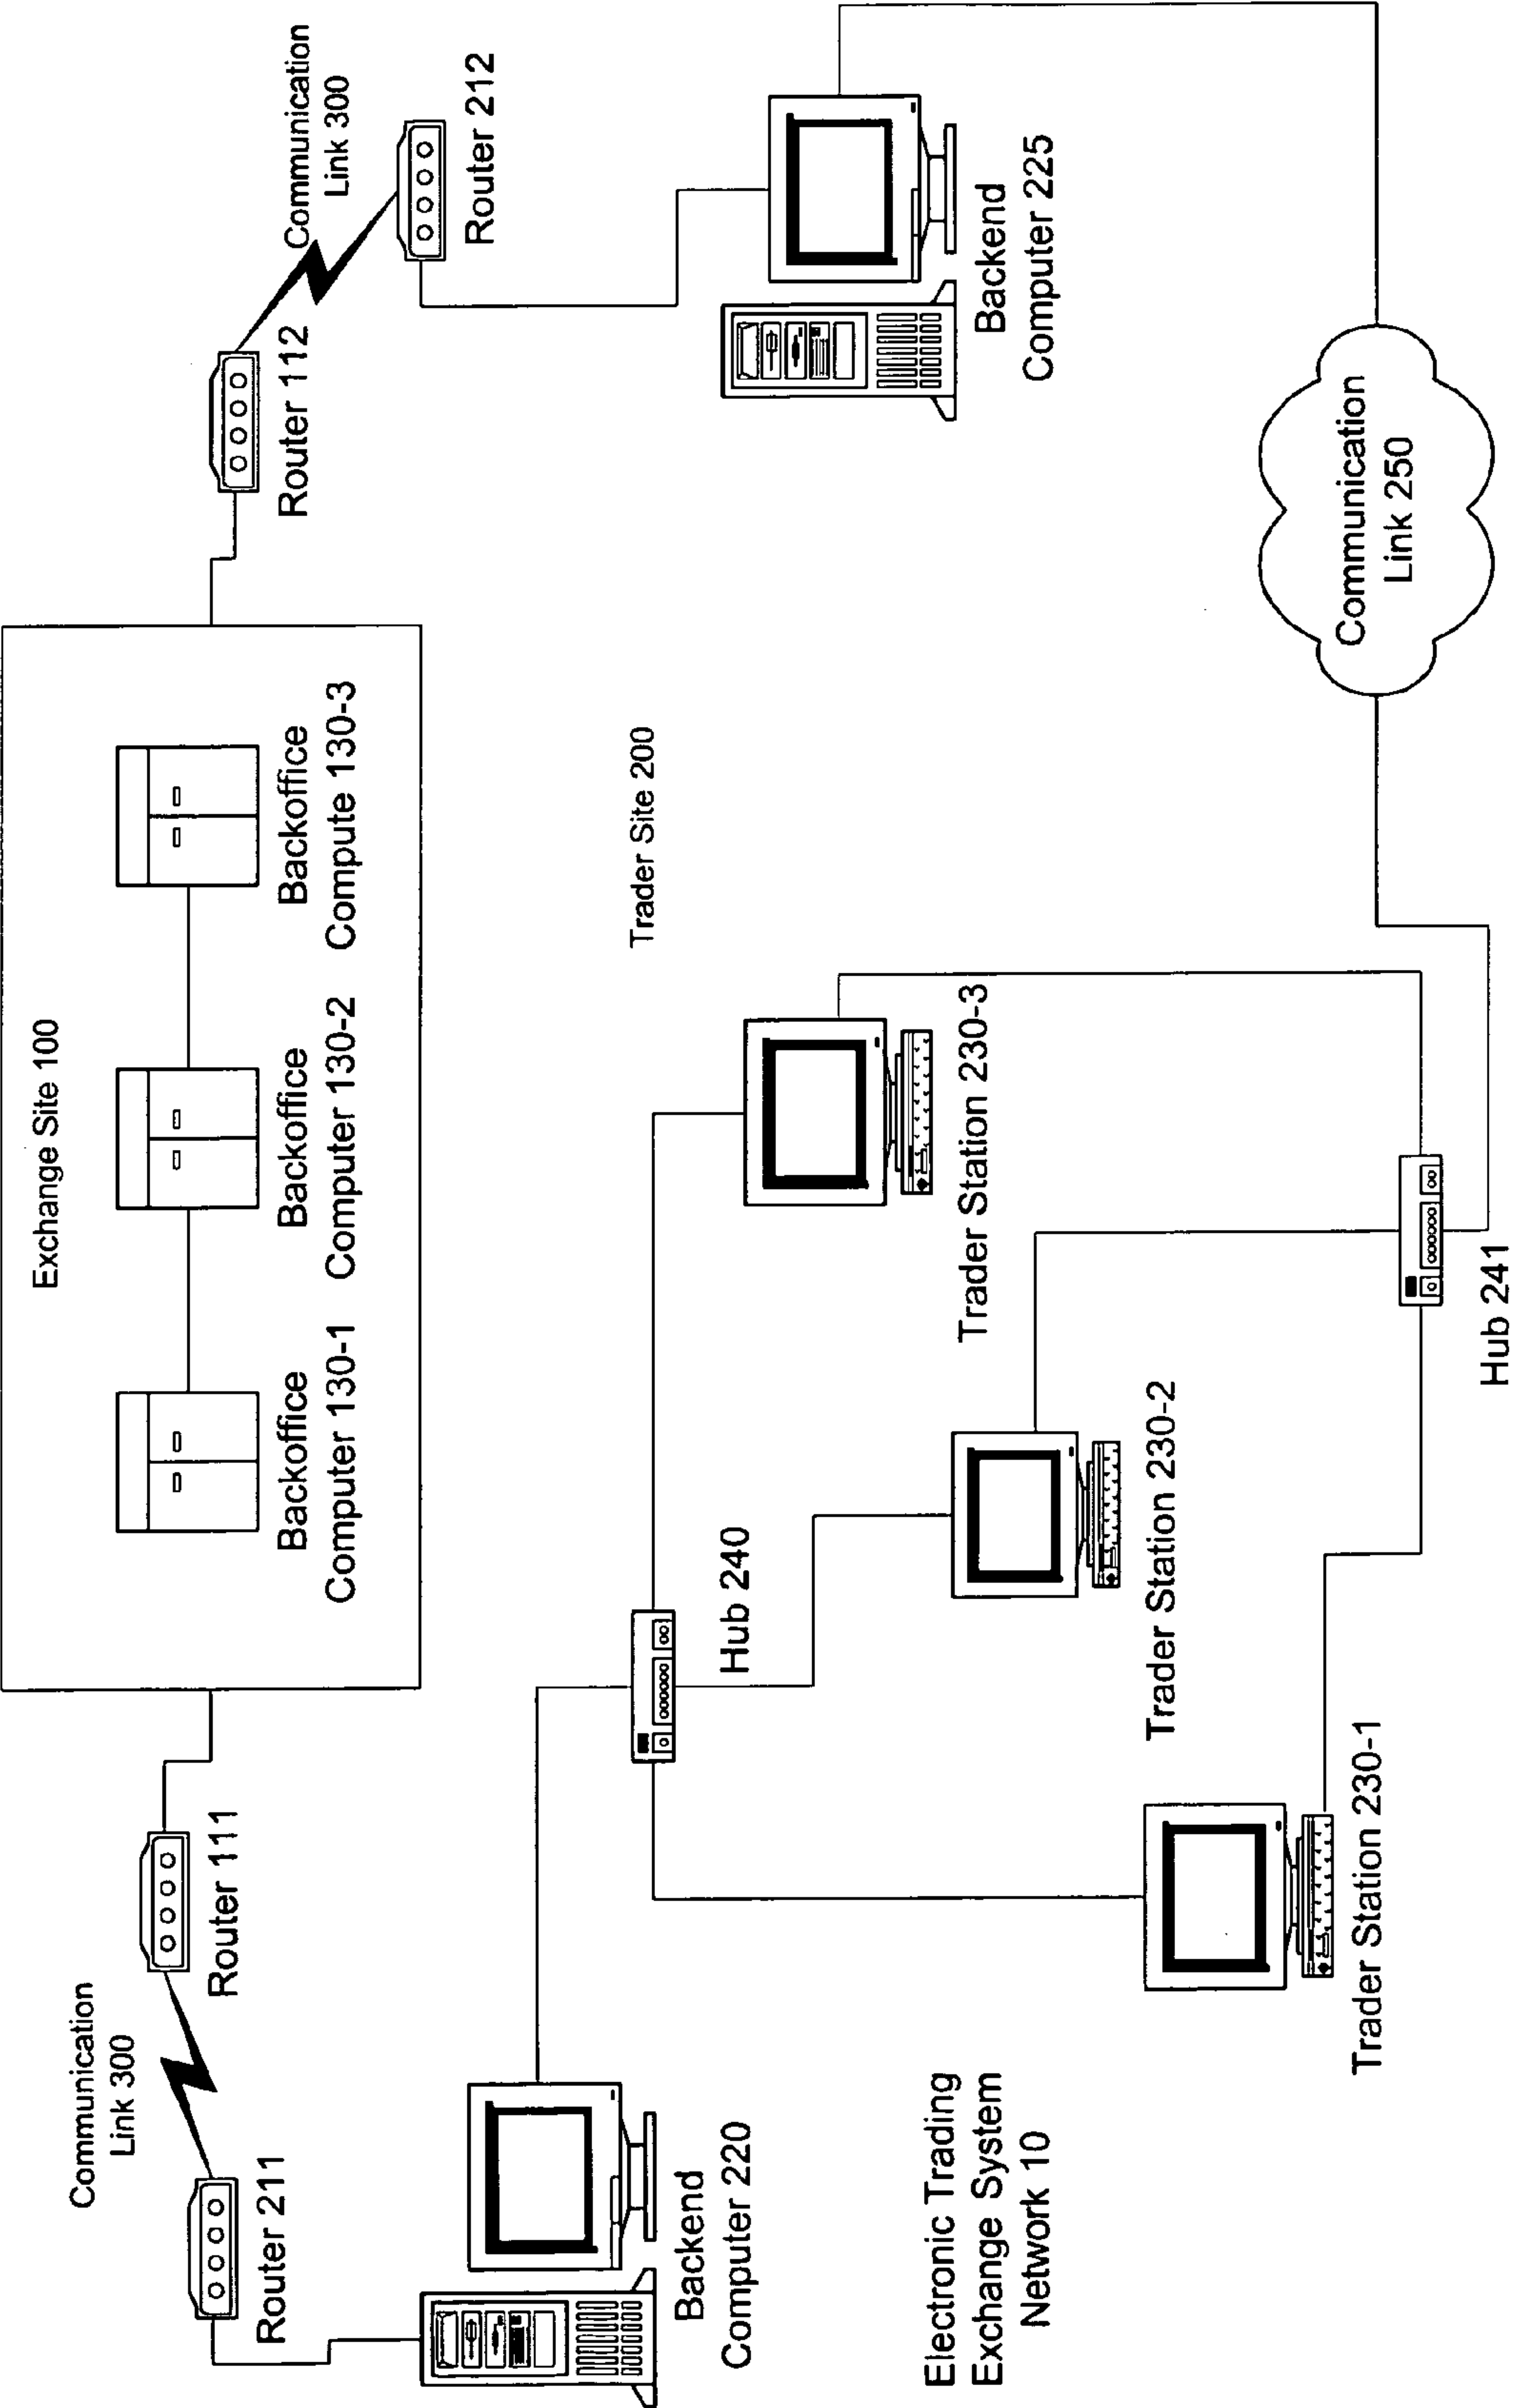 Exchange Site 100
Communication
Link 300
Router 211
Router 111
Backoffice
Computer 130-1
Backoffice
Computer 130-2
Backoffice
Compute 130-3
Router 112
Communication
Link 300
Router 212
Trader Site 200
Backend
Computer 220
Hub 240
Trader Station 230-3
Backend
Computer 225
Trader Station 230-2
Trader Station 230-1
Hub 241
Communication
Link 250
Electronic Trading
Exchange System
Network 10